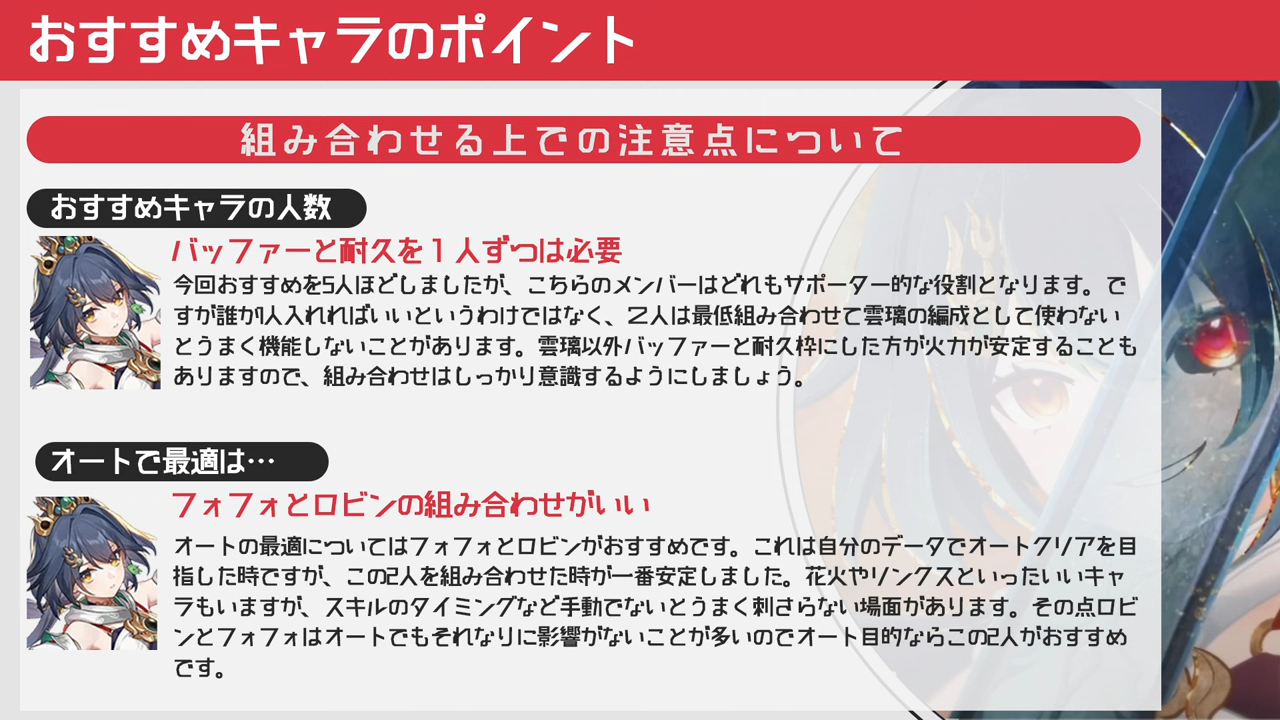 おすすめキャラのポイント
組み合わせる上での注意点について
おすすめキャラの人数
バッファーと耐久を1人ずつは必要
今回おすすめを5人ほどしましたが、こちらのメンバーはどれもサポーター的な役割となります。で
すが誰か1人入れればいいというわけではなく、2人は最低組み合わせて雲璃の編成として使わない
とうまく機能しないことがあります。雲璃以外バッファーと耐久枠にした方が火力が安定することも
ありますので、組み合わせはしっかり意識するようにしましょう。
オートで最適は…
フォフォとロビンの組み合わせがいい
オートの最適についてはフォフォとロビンがおすすめです。これは自分のデータでオートクリアを目
指した時ですが、この2人を組み合わせた時が一番安定しました。花火やリンクスといったいいキャ
ラもいますが、スキルのタイミングなど手動でないとうまく刺さらない場面があります。その点ロビ
ンとフォフォはオートでもそれなりに影響がないことが多いのでオート目的ならこの2人がおすすめ
です。